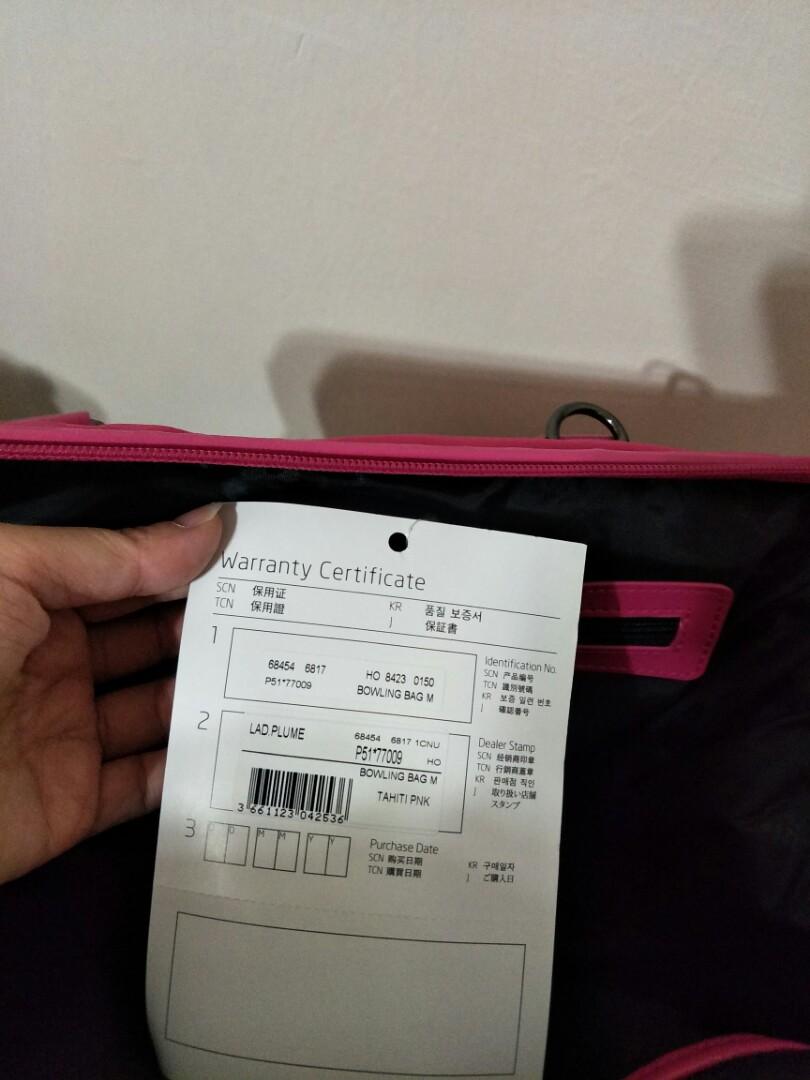 Warranty Certificate
SCN 保用证 KR 품질 보증서
TCN 保用證 J 保証書
1
68454 6817 HO 8423 0150
P51*77009 BOWLING BAG M
Identification No.
SCN 产品编号
TCN 識別號碼
KR 보증 일련 번호
J 確認番号
2
LAD.PLUME 68454 6817 1CNU
P51*77009 HO
BOWLING BAG M
TAHITI PNK
3 661123 042536
Dealer Stamp
SCN 经销商印章
TCN 行銷商蓋章
KR 판매점 직인
J 取り扱い店舗
スタンプ
3
D D M M Y Y
Purchase Date
SCN 购买日期 KR 구매일자
TCN 購買日期 J ご購入日